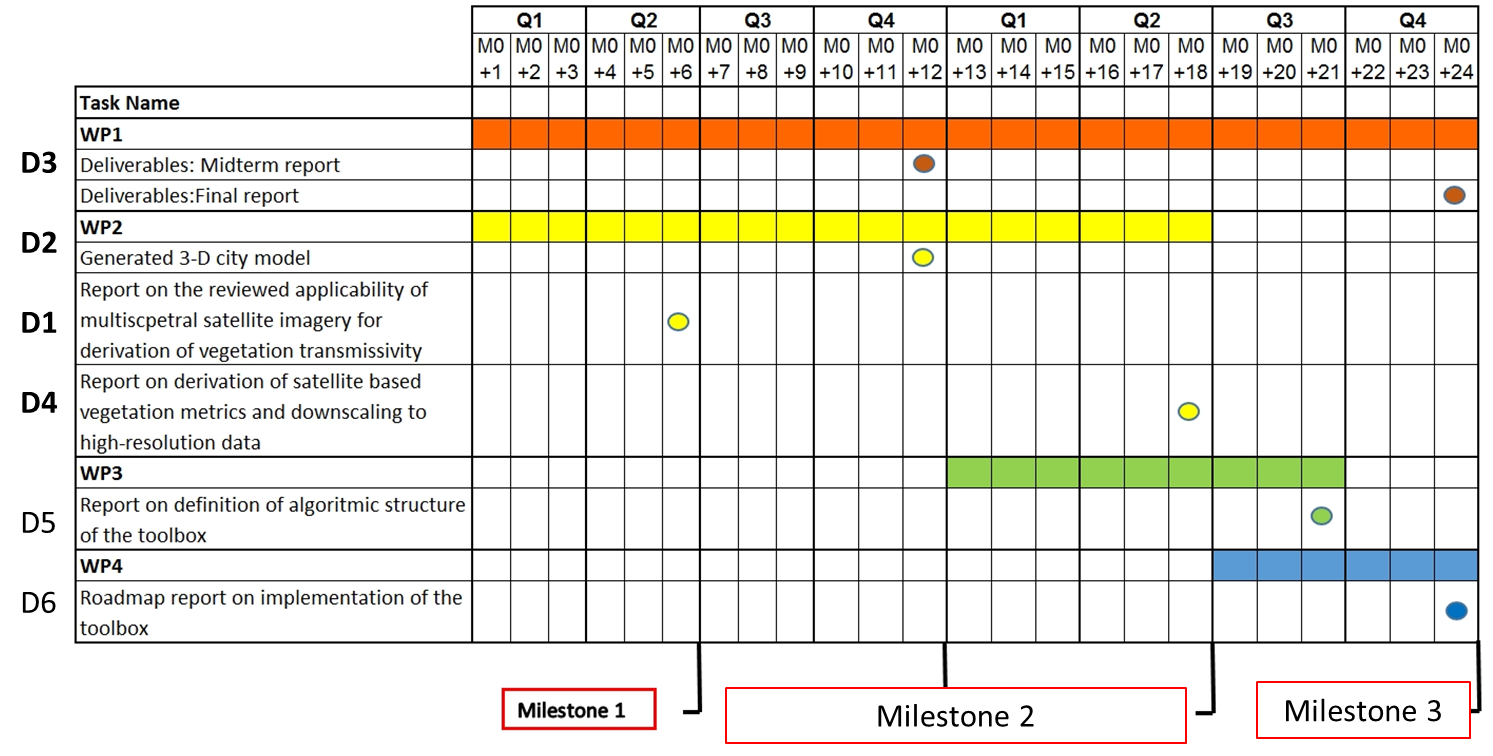 Q1 Q2 Q3 Q4 Q1 Q2 Q3 Q4
M0 M0 M0 M0 M0 M0 M0 M0 M0 M0 M0 M0 M0 M0 M0 M0 M0 M0 M0 M0 M0 M0 M0 M0
+1 +2 +3 +4 +5 +6 +7 +8 +9 +10 +11 +12 +13 +14 +15 +16 +17 +18 +19 +20 +21 +22 +23 +24
Task Name
WP1
D3 Deliverables: Midterm report
Deliverables:Final report
WP2
D2
Generated 3-D city model
Report on the reviewed applicability of
D1 multiscpetral satellite imagery for
derivation of vegetation transmissivity
Report on derivation of satellite based
D4 vegetation metrics and downscaling to
high-resolution data
WP3
Report on definition of algoritmic structure
D5 of the toolbox
WP4
D6 Roadmap report on implementation of the
toolbox
Milestone 1 Milestone 2 Milestone 3